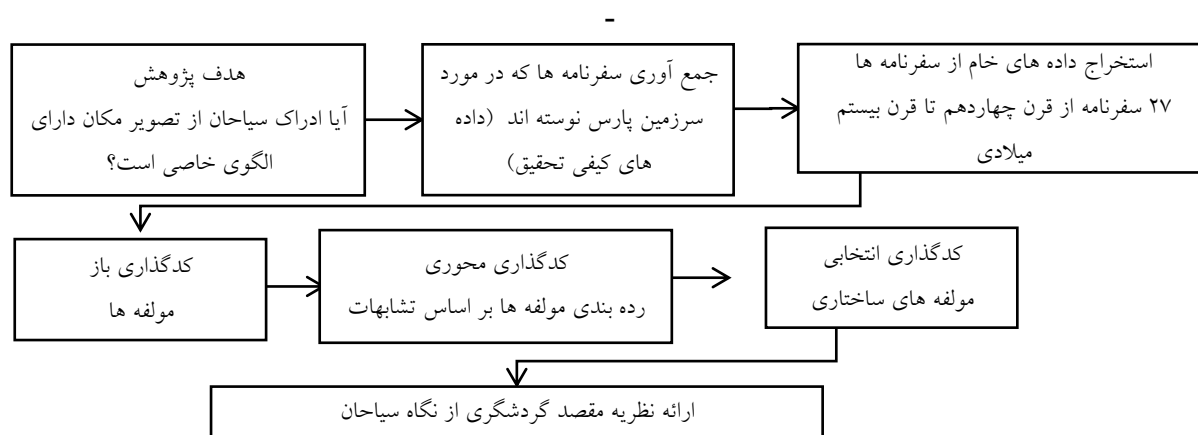 -
هدف پژوهش
آیا ادراک سیاحان از تصویر مکان دارای
الگوی خاصی است؟
جمع آوری سفرنامه ها که در مورد
سرزمین پارس نوسته اند (داده
های کیفی تحقیق)
استخراج داده های خام از سفرنامه ها
۲۷ سفرنامه از قرن چهاردهم تا قرن بیستم
میلادی
کدگذاری باز
مولفه ها
کدگذاری محوری
رده بندی مولفه ها بر اساس تشابهات
کدگذاری انتخابی
مولفه های ساختاری
ارائه نظریه مقصد گردشگری از نگاه سیاحان